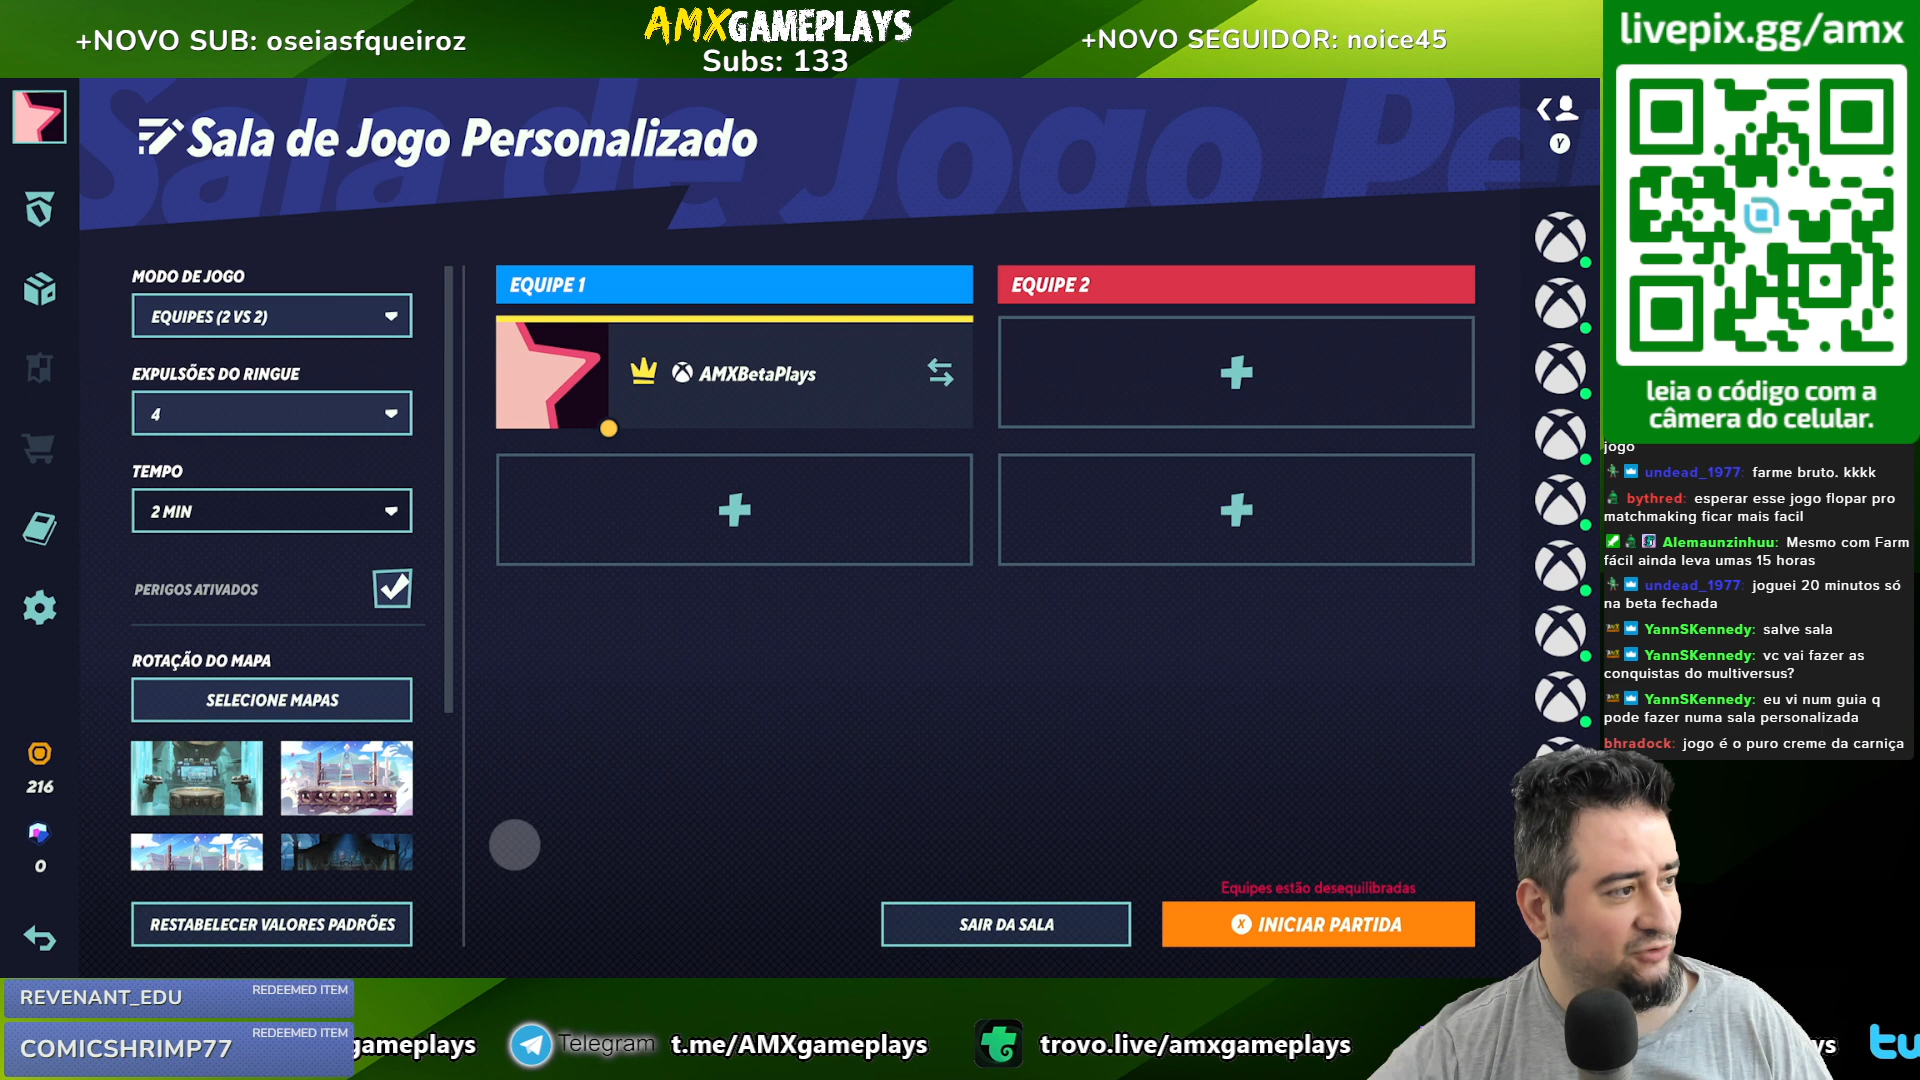 +NOVO SUB: oseiasfqueiroz
AMXGAMEPLAYS
Subs: 133
+NOVO SEGUIDOR: noice45
livepix.gg/amx
leia o código com a
câmera do celular.
Sala de Jogo Personalizado
Y
MODO DE JOGO
EQUIPES (2 VS 2)
EXPULSÕES DO RINGUE
4
TEMPO
2 MIN
PERIGOS ATIVADOS
ROTAÇÃO DO MAPA
SELECIONE MAPAS
RESTABELECER VALORES PADRÕES
216
0
EQUIPE 1
AMXBetaPlays
EQUIPE 2
Equipes estão desequilibradas
SAIR DA SALA
X INICIAR PARTIDA
jogo
undead_1977: farme bruto. kkkk
bythred: esperar esse jogo flopar pro
matchmaking ficar mais facil
Alemaunzinhuu: Mesmo com Farm
fácil ainda leva umas 15 horas
undead_1977: joguei 20 minutos só
na beta fechada
YannSKennedy: salve sala
YannSKennedy: vc vai fazer as
conquistas do multiversus?
YannSKennedy: eu vi num guia q
pode fazer numa sala personalizada
bhradock: jogo é o puro creme da carniça
REVENANT_EDU
REDEEMED ITEM
COMICSHRIMP77
REDEEMED ITEM
gameplays
Telegram
t.me/AMXgameplays
trovo.live/amxgameplays